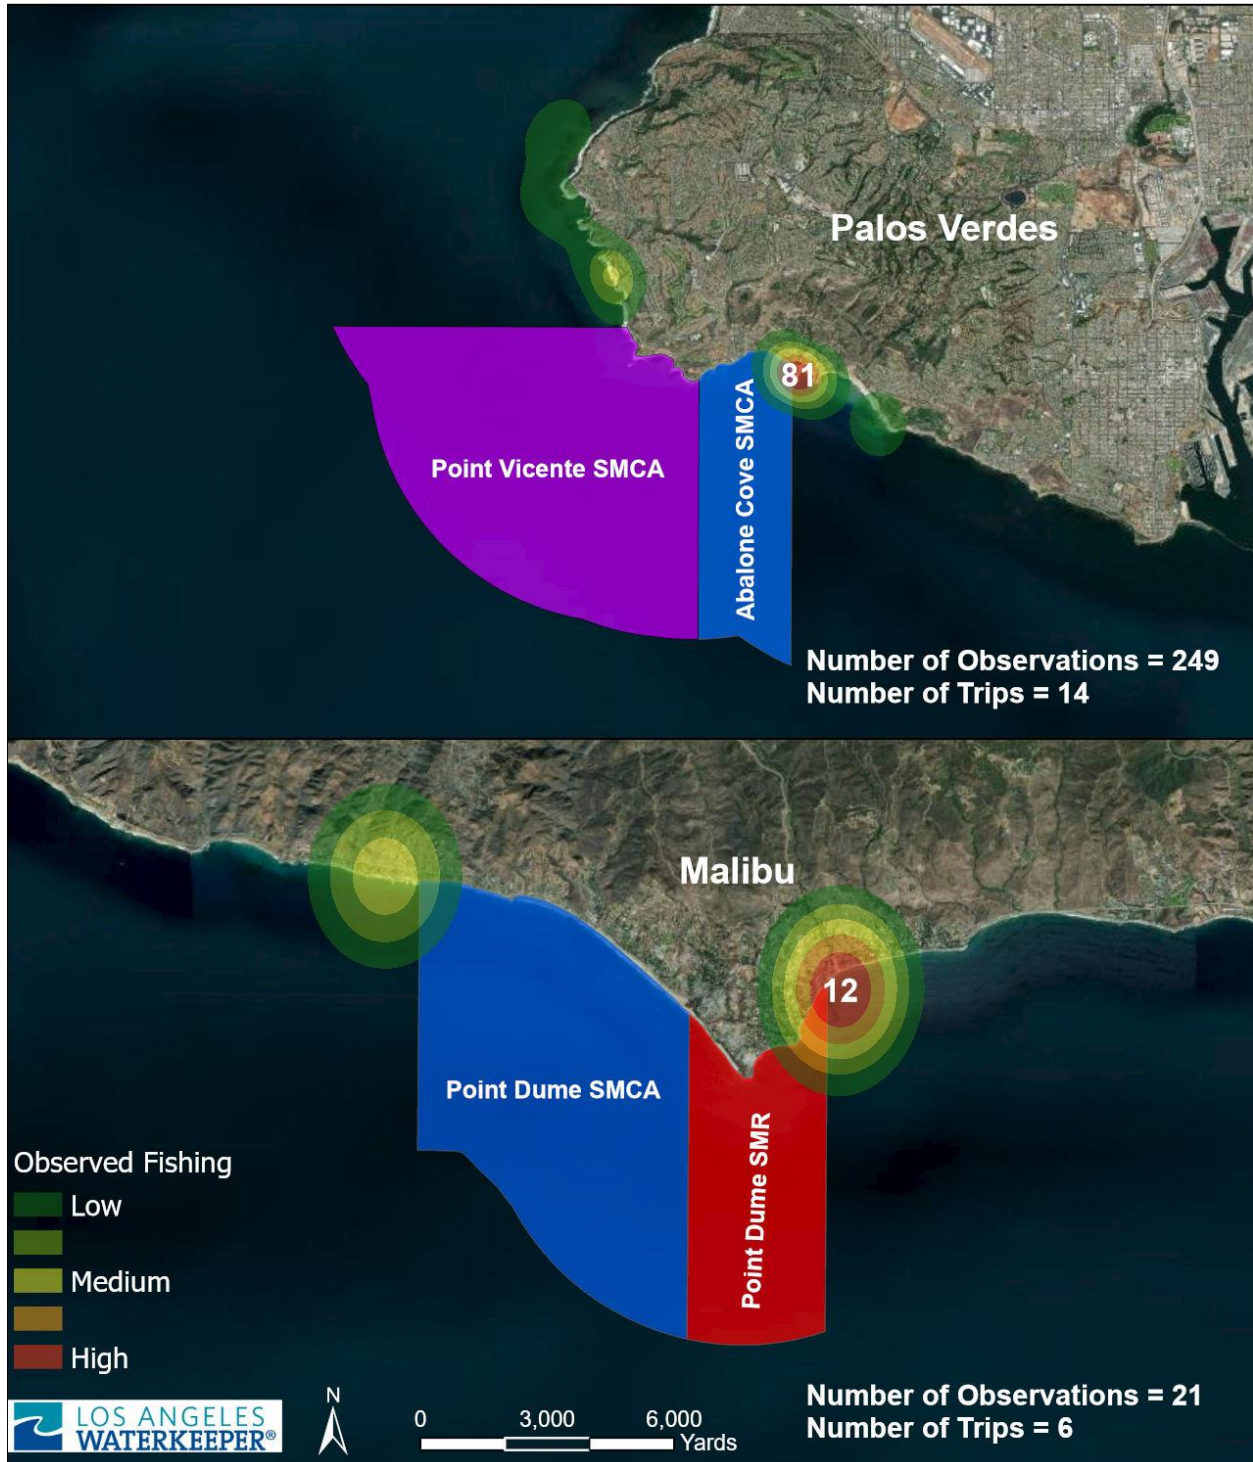 Palos Verdes
81
Point Vicente SMCA
Abalone Cove SMCA
Number of Observations = 249
Number of Trips = 14
Malibu
12
Point Dume SMCA
Point Dume SMR
Observed Fishing
Low
Medium
High
LOS ANGELES
WATERKEEPER®
N
0 3,000 6,000
Yards
Number of Observations = 21
Number of Trips = 6